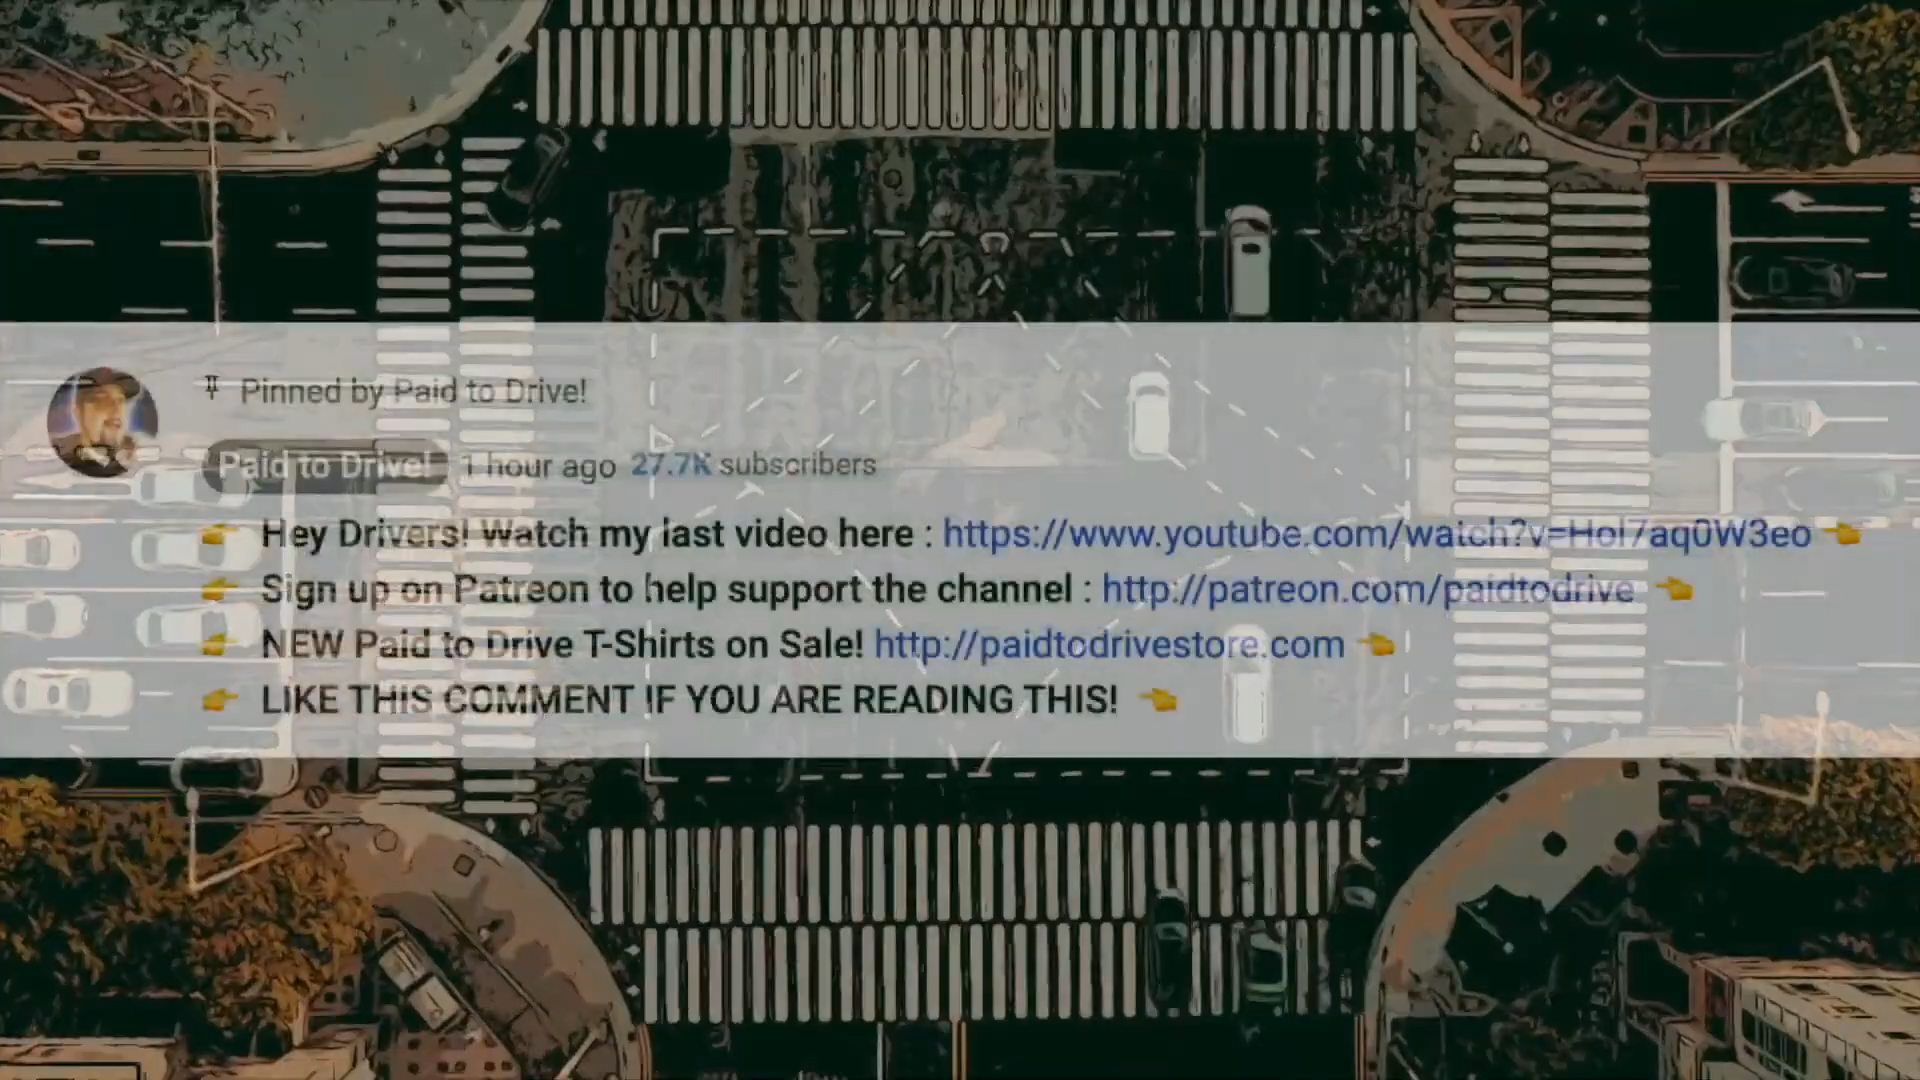 Pinned by Paid to Drive!
Paid to Drive! 1 hour ago 27.7K subscribers
👉 Hey Drivers! Watch my last video here : https://www.youtube.com/watch?v=Hol7aq0W3eo 👈
👉 Sign up on Patreon to help support the channel : http://patreon.com/paidtodrive 👈
👉 NEW Paid to Drive T-Shirts on Sale! http://paidtodrivestore.com 👈
👉 LIKE THIS COMMENT IF YOU ARE READING THIS! 👈